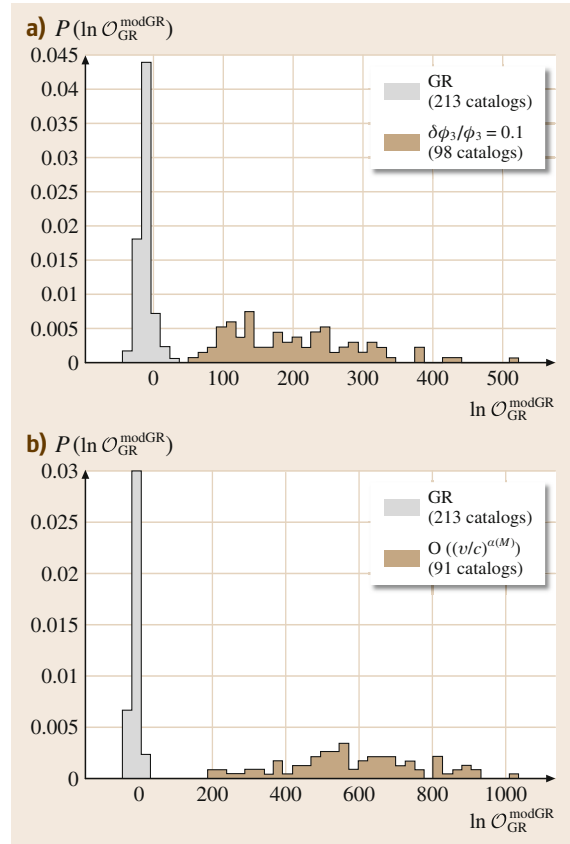 a) P(ln 𝒪_GR^modGR)
0.045
0.04
0.035
0.03
0.025
0.02
0.015
0.01
0.005
0
GR
(213 catalogs)
δϕ₃/ϕ₃ = 0.1
(98 catalogs)
0 100 200 300 400 500
ln 𝒪_GR^modGR
b) P(ln 𝒪_GR^modGR)
0.03
0.025
0.02
0.015
0.01
0.005
0
GR
(213 catalogs)
O ((v/c)^α(M))
(91 catalogs)
0 200 400 600 800 1000
ln 𝒪_GR^modGR